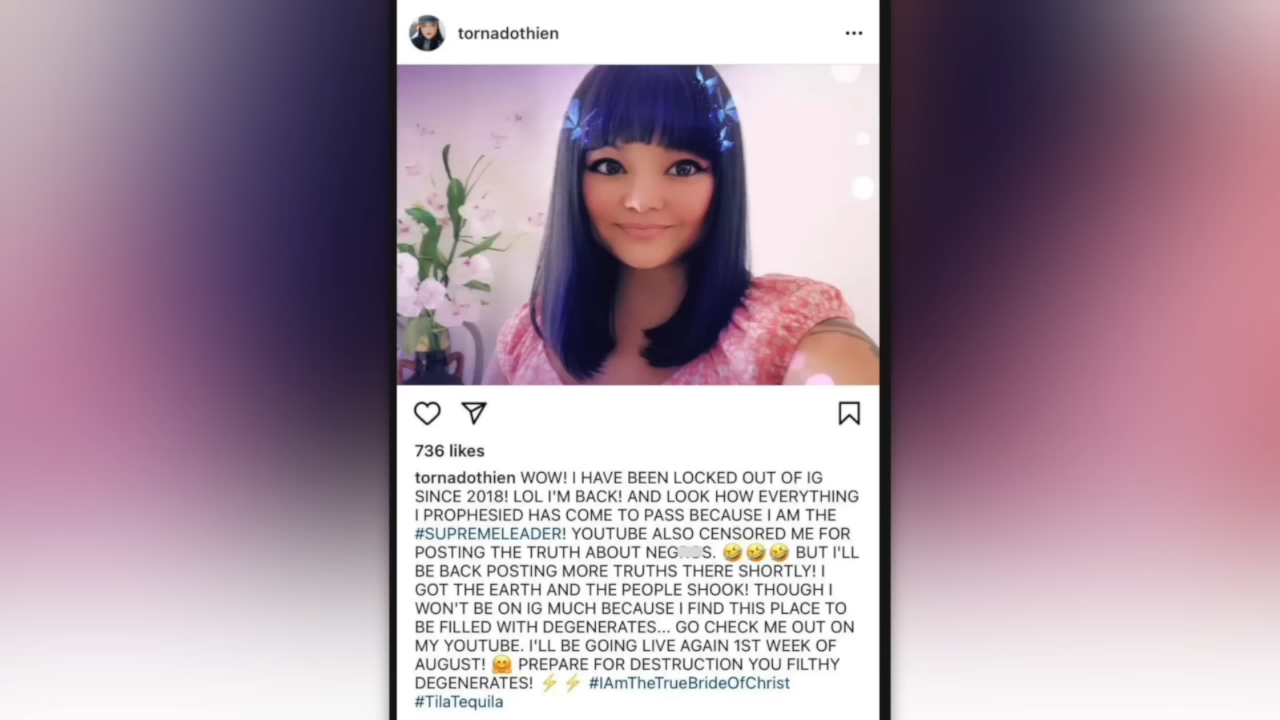 tornadothien
736 likes
tornadothien WOW! I HAVE BEEN LOCKED OUT OF IG
SINCE 2018! LOL I'M BACK! AND LOOK HOW EVERYTHING
I PROPHESIED HAS COME TO PASS BECAUSE I AM THE
#SUPREMELEADER! YOUTUBE ALSO CENSORED ME FOR
POSTING THE TRUTH ABOUT NEG S. 🤣🤣🤣 BUT I'LL
BE BACK POSTING MORE TRUTHS THERE SHORTLY! I
GOT THE EARTH AND THE PEOPLE SHOOK! THOUGH I
WON'T BE ON IG MUCH BECAUSE I FIND THIS PLACE TO
BE FILLED WITH DEGENERATES... GO CHECK ME OUT ON
MY YOUTUBE. I'LL BE GOING LIVE AGAIN 1ST WEEK OF
AUGUST! 🤗 PREPARE FOR DESTRUCTION YOU FILTHY
DEGENERATES! ⚡⚡ #IAmTheTrueBrideOfChrist
#TilaTequila